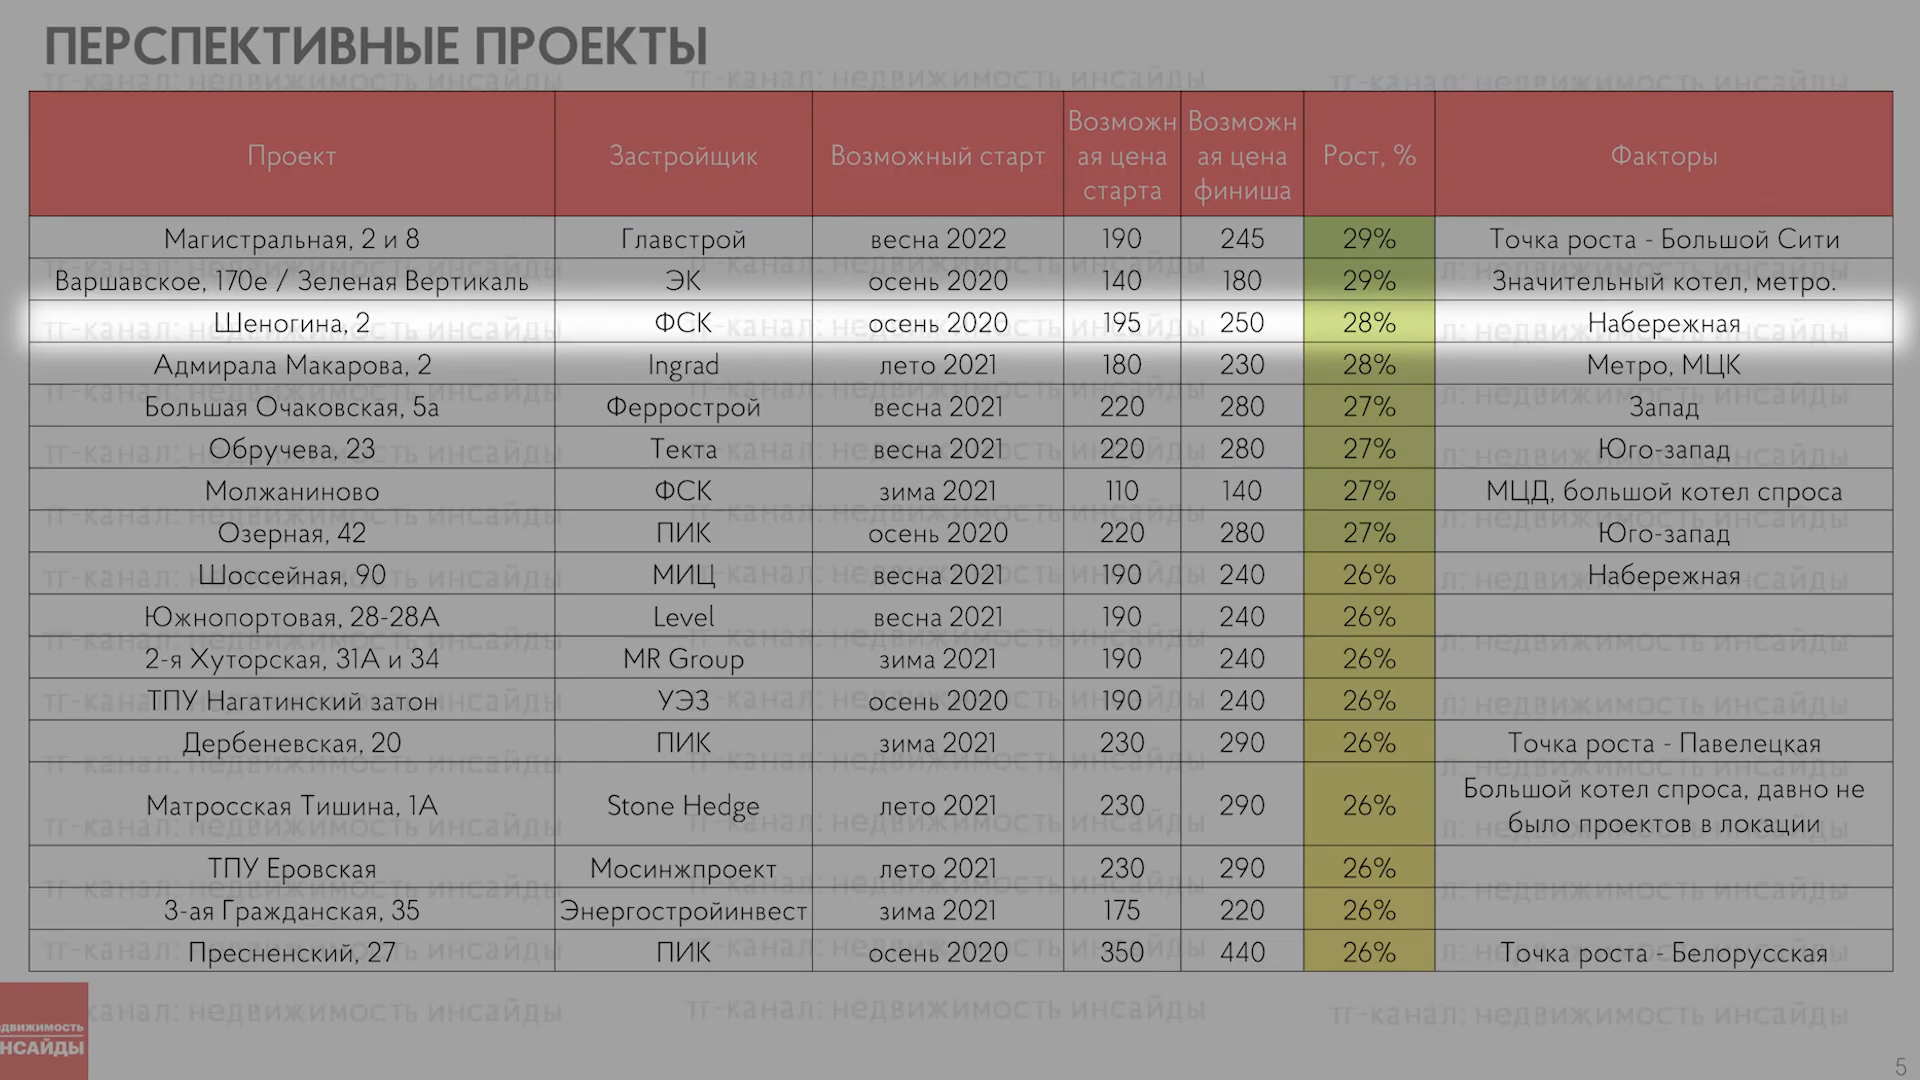 ПЕРСПЕКТИВНЫЕ ПРОЕКТЫ
тг-канал: недвижимость инсайды
Проект Застройщик Возможный старт Возможн ая цена старта Возможн ая цена финиша Рост, % Факторы
Магистральная, 2 и 8 Главстрой весна 2022 190 245 29% Точка роста - Большой Сити
Варшавское, 170е / Зеленая Вертикаль ЭК осень 2020 140 180 29% Значительный котел, метро.
Шеногина, 2 ФСК осень 2020 195 250 28% Набережная
Адмирала Макарова, 2 Ingrad лето 2021 180 230 28% Метро, МЦК
Большая Очаковская, 5а Феррострой весна 2021 220 280 27% Запад
Обручева, 23 Текта весна 2021 220 280 27% Юго-запад
Молжаниново ФСК зима 2021 110 140 27% МЦД, большой котел спроса
Озерная, 42 ПИК осень 2020 220 280 27% Юго-запад
Шоссейная, 90 МИЦ весна 2021 190 240 26% Набережная
Южнопортовая, 28-28А Level весна 2021 190 240 26%
2-я Хуторская, 31А и 34 MR Group зима 2021 190 240 26%
ТПУ Нагатинский затон УЭЗ осень 2020 190 240 26%
Дербеневская, 20 ПИК зима 2021 230 290 26% Точка роста - Павелецкая
Матросская Тишина, 1А Stone Hedge лето 2021 230 290 26% Большой котел спроса, давно не
было проектов в локации
ТПУ Еровская Мосинжпроект лето 2021 230 290 26%
3-ая Гражданская, 35 Энергостройинвест зима 2021 175 220 26%
Пресненский, 27 ПИК осень 2020 350 440 26% Точка роста - Белорусская
едвижимость
НСАЙДЫ
5